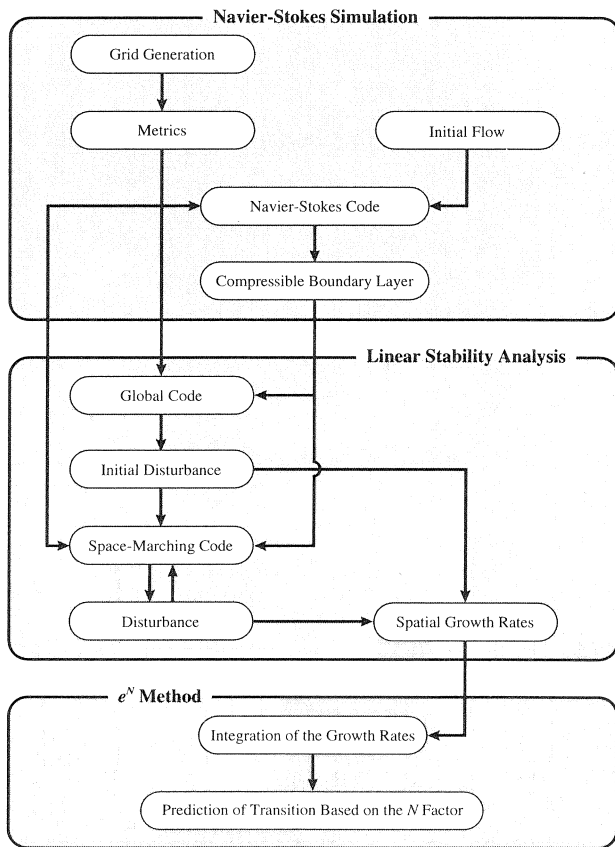 Navier-Stokes Simulation
Grid Generation
Metrics
Initial Flow
Navier-Stokes Code
Compressible Boundary Layer
Linear Stability Analysis
Global Code
Initial Disturbance
Space-Marching Code
Disturbance
Spatial Growth Rates
e^N Method
Integration of the Growth Rates
Prediction of Transition Based on the N Factor